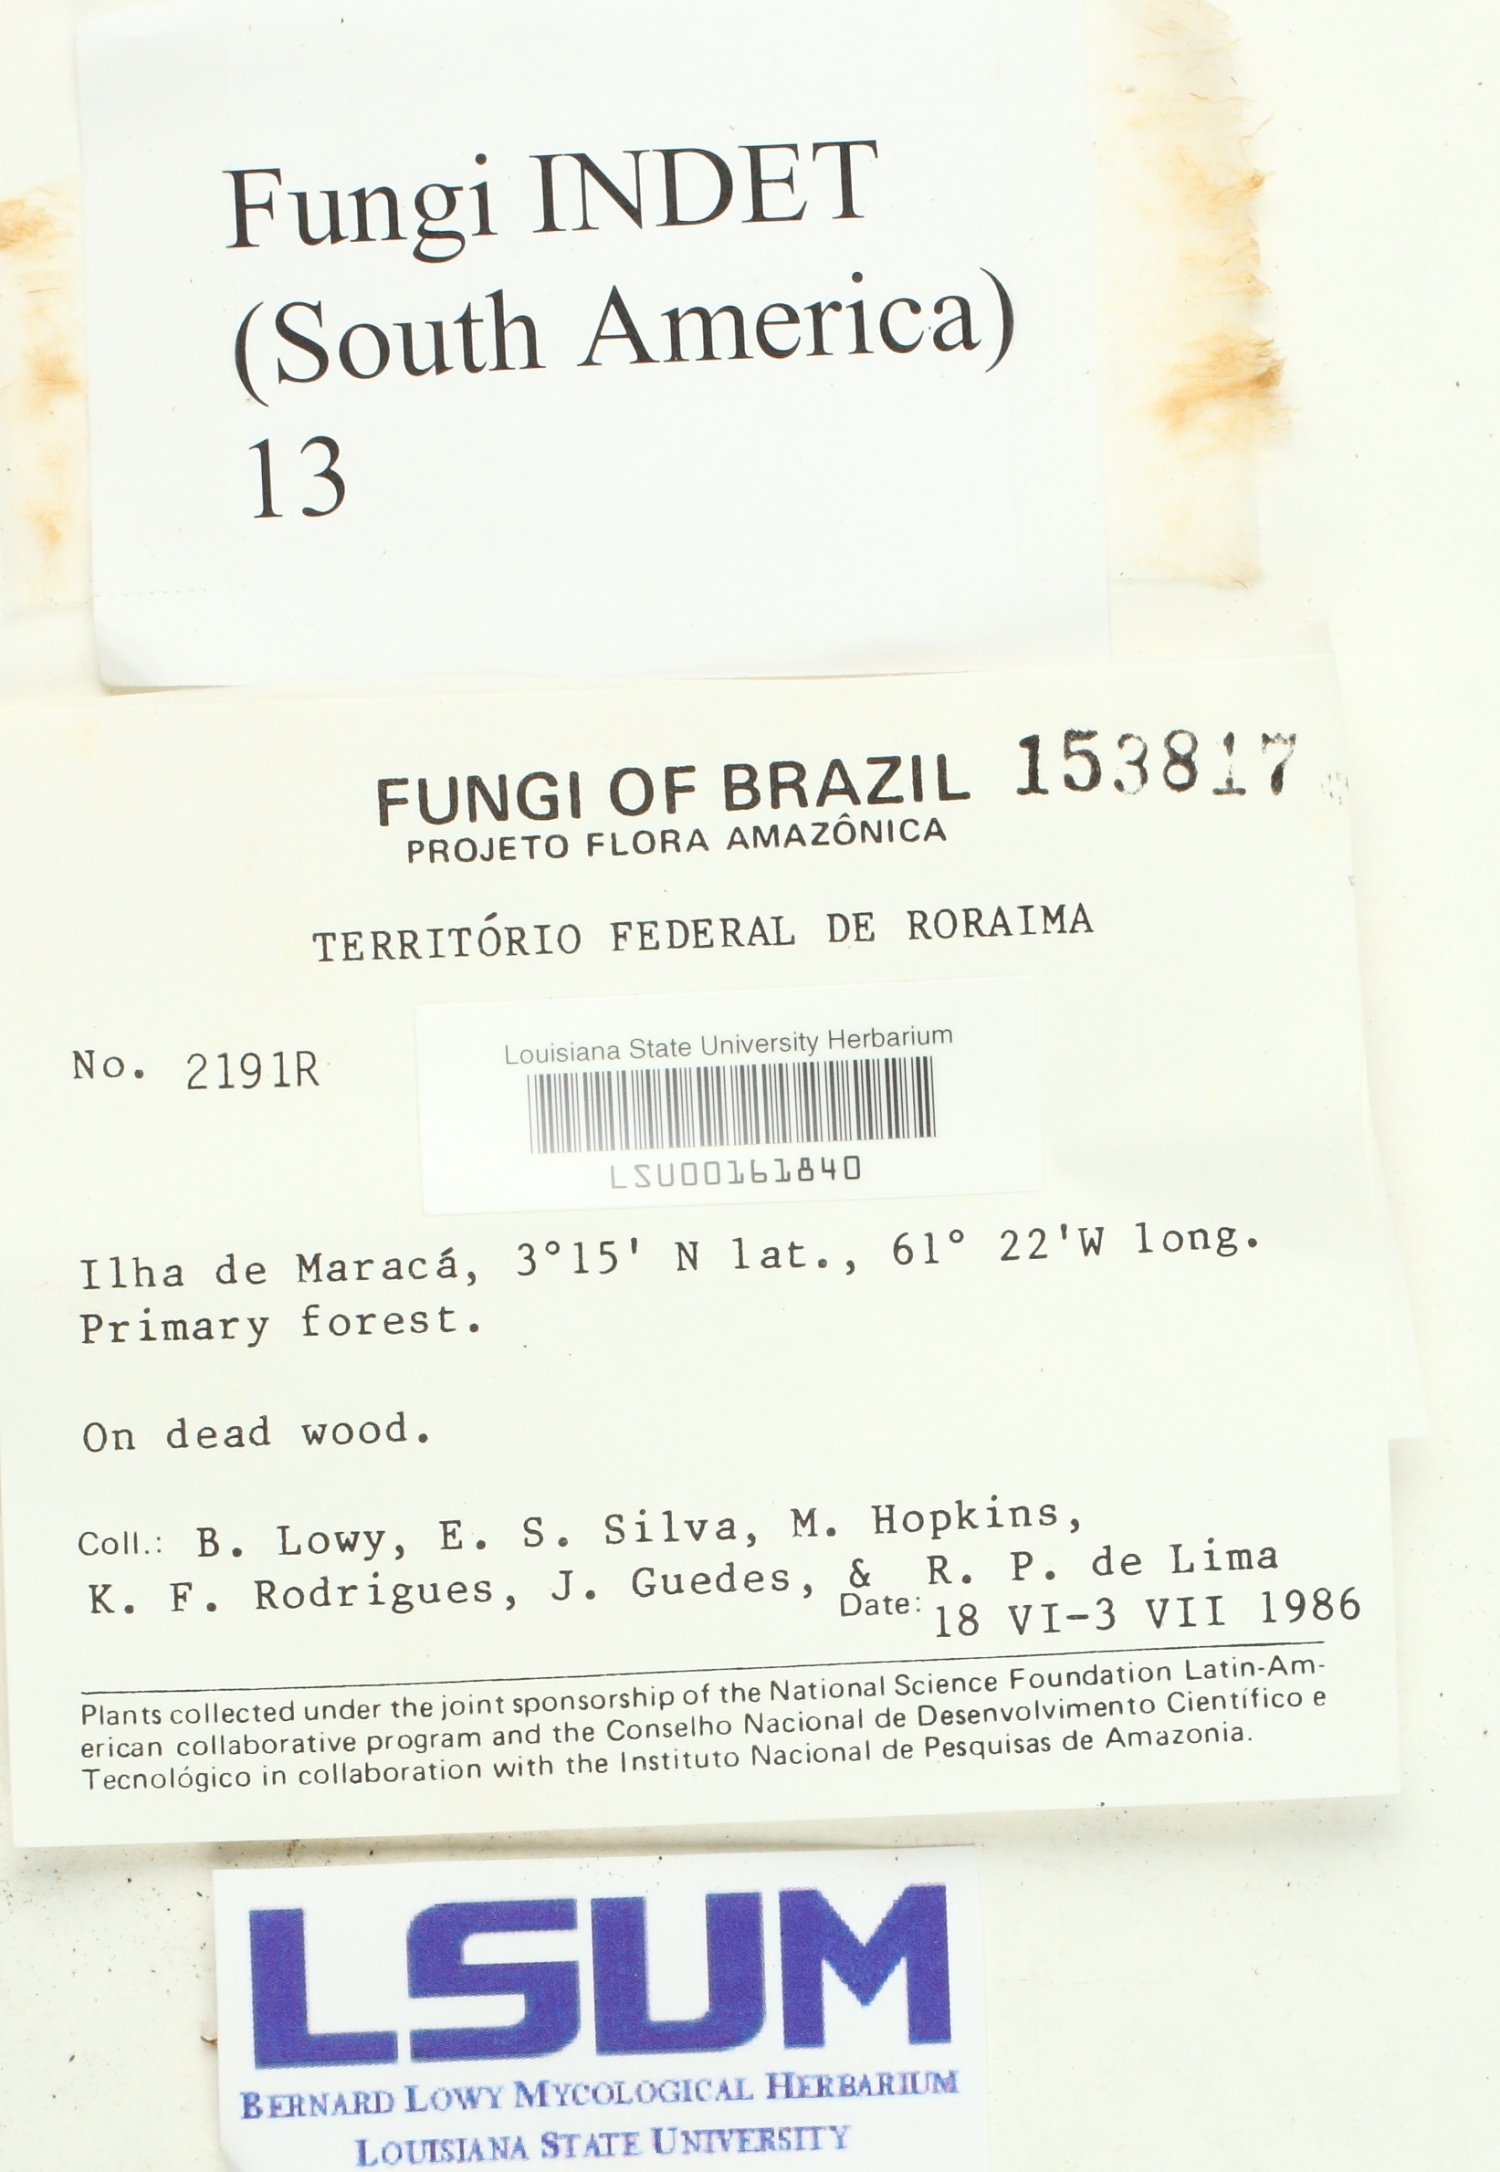 Fungi INDET
(South America)
13
FUNGI OF BRAZIL 153817
PROJETO FLORA AMAZÔNICA
TERRITÓRIO FEDERAL DE RORAIMA
No. 2191R
Louisiana State University Herbarium
LSU00161840
Ilha de Maracá, 3°15' N lat., 61° 22'W long.
Primary forest.
On dead wood.
Coll.: B. Lowy, E. S. Silva, M. Hopkins,
K. F. Rodrigues, J. Guedes, & R. P. de Lima
Date: 18 VI-3 VII 1986
Plants collected under the joint sponsorship of the National Science Foundation Latin-Am-
erican collaborative program and the Conselho Nacional de Desenvolvimento Científico e
Tecnológico in collaboration with the Instituto Nacional de Pesquisas de Amazonia.
LSUM
BERNARD LOWY MYCOLOGICAL HERBARIUM
LOUISIANA STATE UNIVERSITY